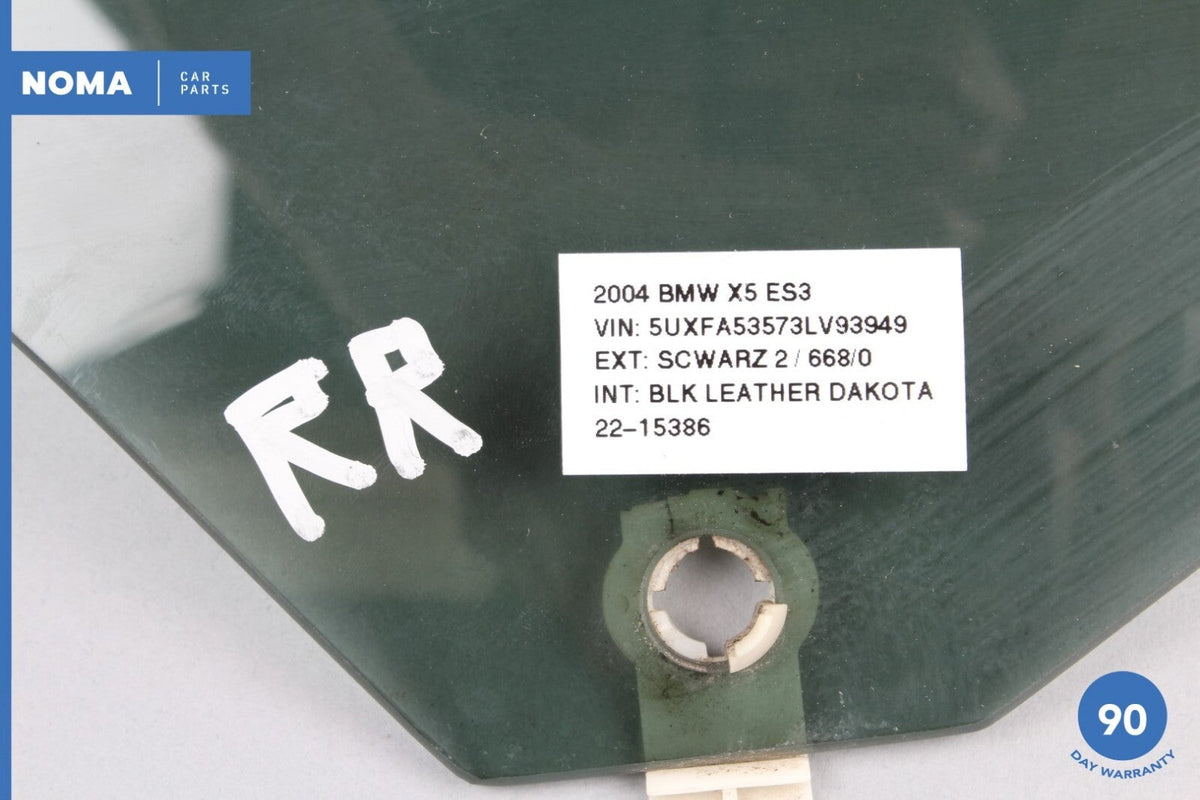 NOMA
CAR
PARTS
2004 BMW X5 ES3
VIN: 5UXFA53573LV93949
EXT: SCWARZ 2 / 668/0
INT: BLK LEATHER DAKOTA
22-15386
RR
90
DAY WARRANTY